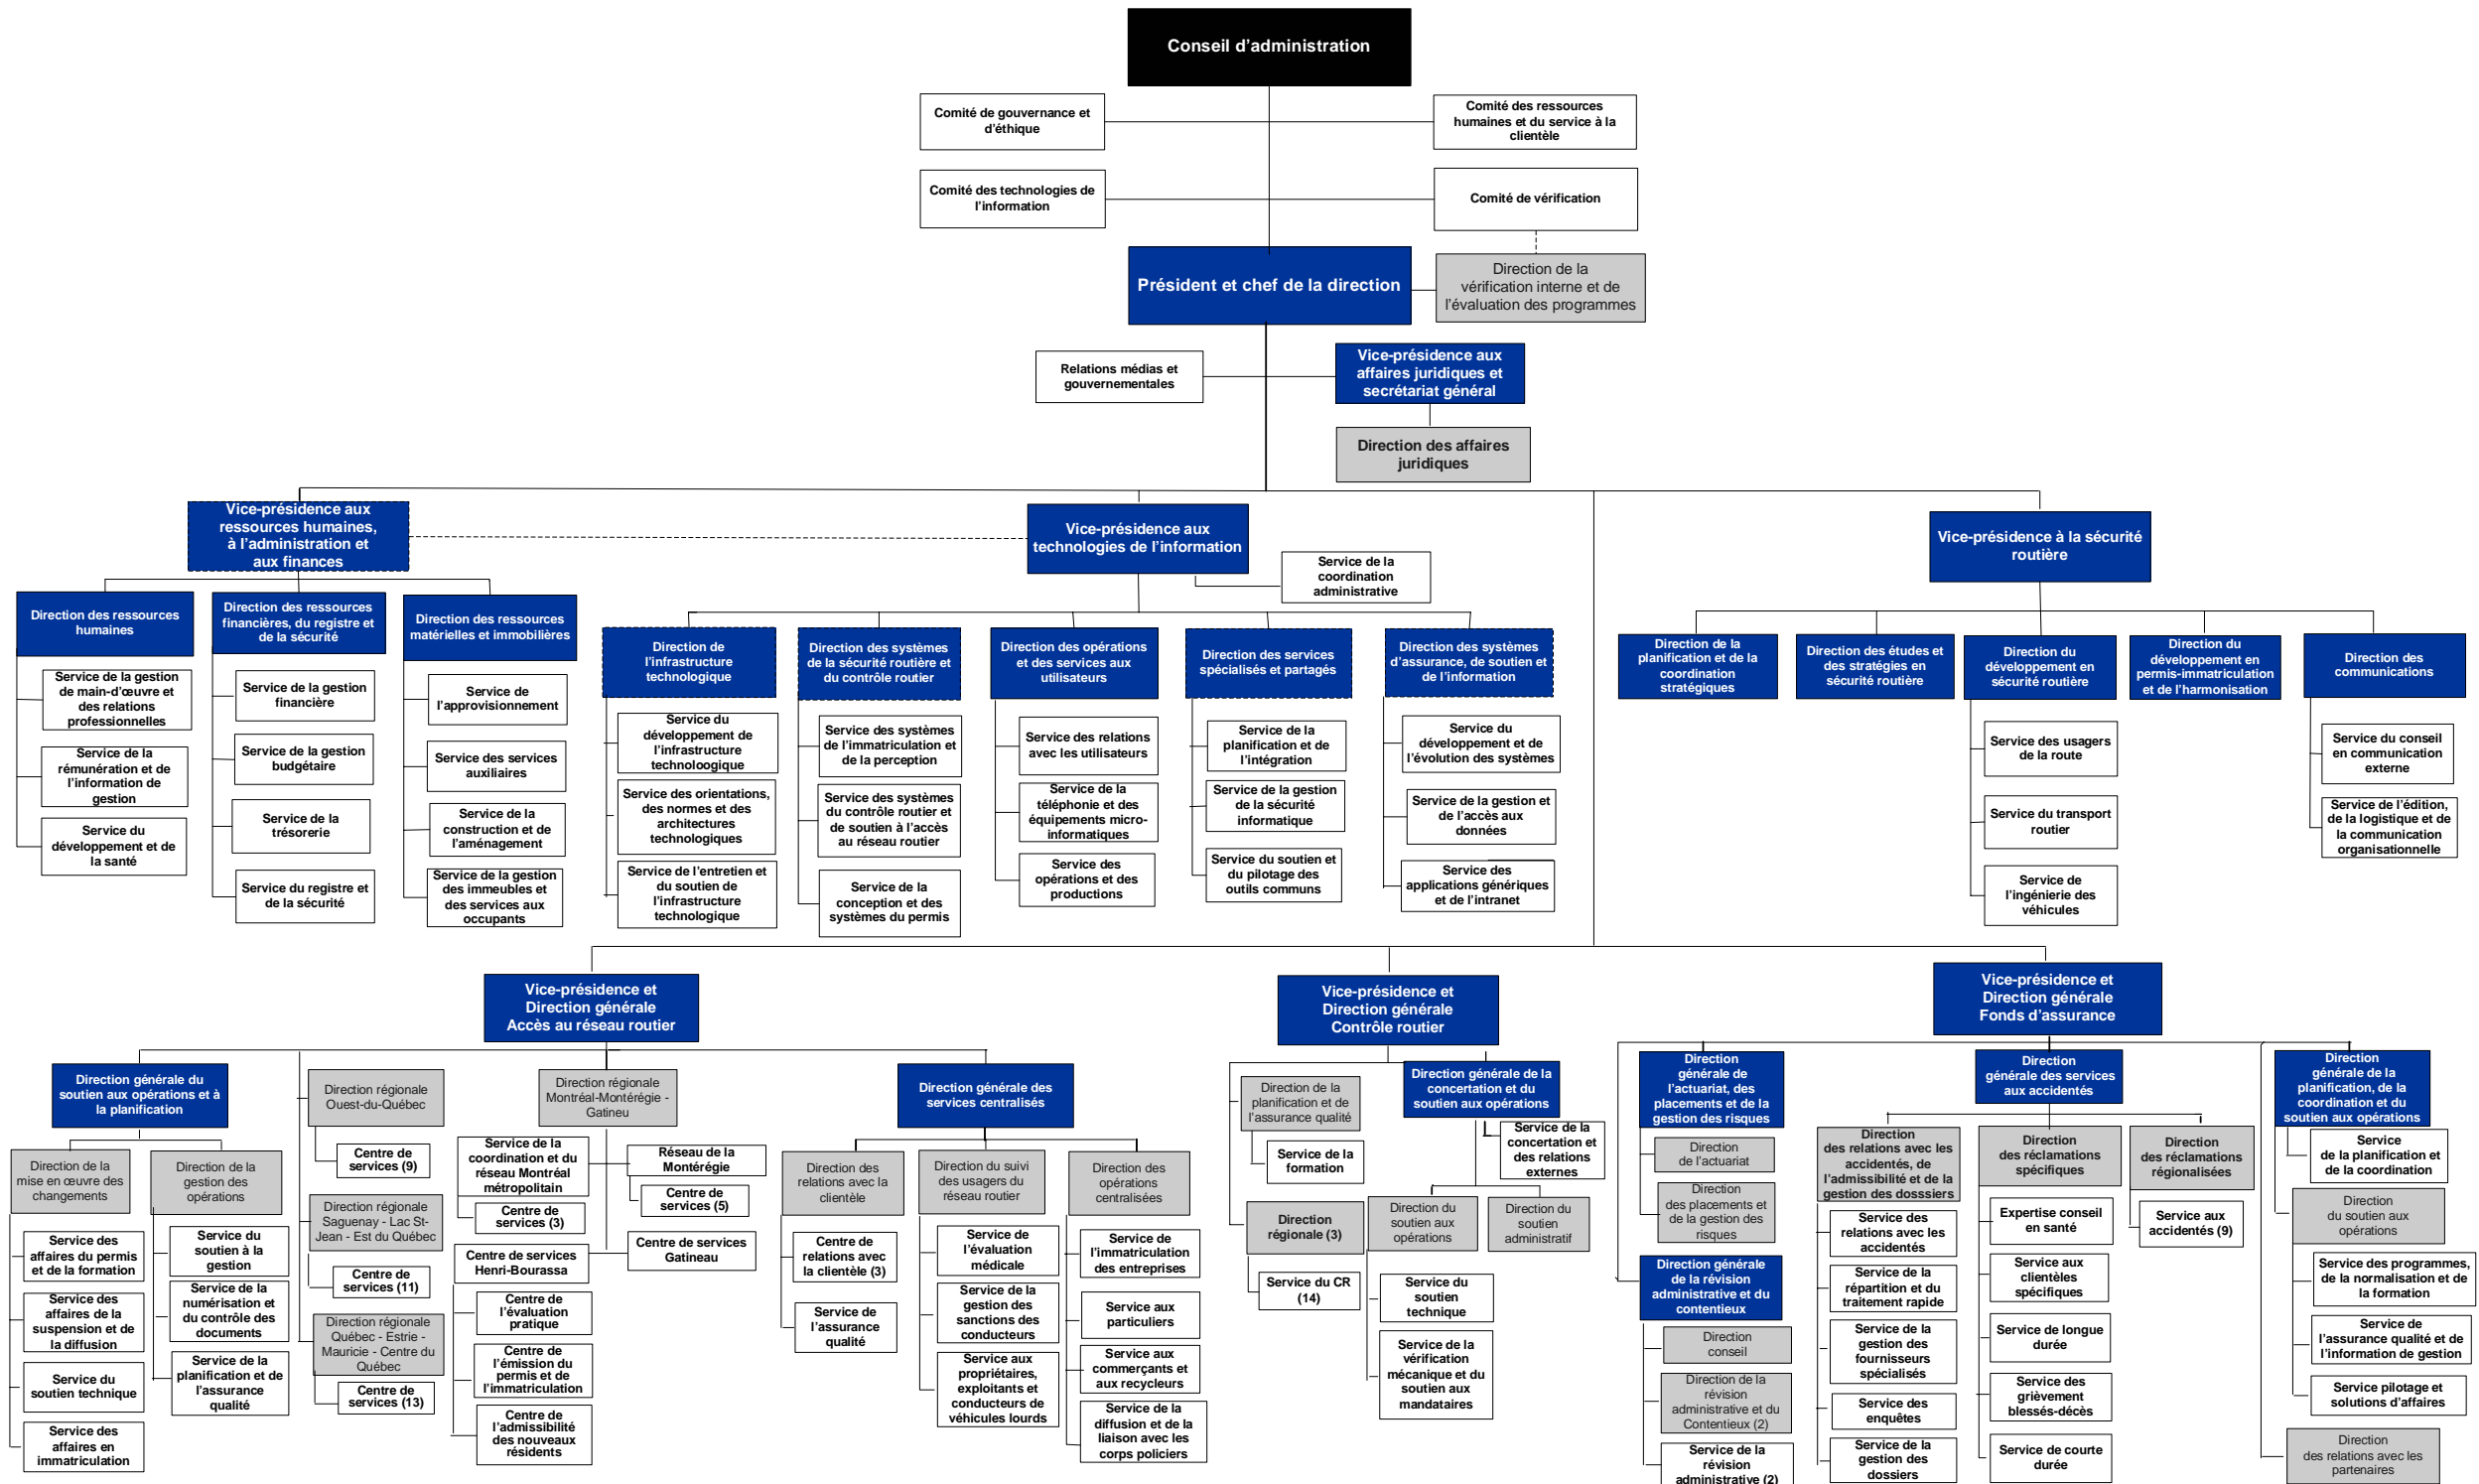 Conseil d'administration
Comité de gouvernance et
d'éthique
Comité des ressources
humaines et du service à la
clientèle
Comité des technologies de
l'information
Comité de vérification
Président et chef de la direction
Direction de la
vérification interne et de
l'évaluation des programmes
Relations médias et
gouvernementales
Vice-présidence aux
affaires juridiques et
secrétariat général
Direction des affaires
juridiques
Vice-présidence aux
ressources humaines,
à l'administration et
aux finances
Vice-présidence aux
technologies de l'information
Service de la
coordination
administrative
Vice-présidence à la sécurité
routière
Direction des ressources
humaines
Service de la gestion
de main-d'œuvre et
des relations
professionnelles
Service de la
rémunération et de
l'information de
gestion
Service du
développement et de
la santé
Direction des ressources
financières, du registre et
de la sécurité
Service de la gestion
financière
Service de la gestion
budgétaire
Service de la
trésorerie
Service du registre et
de la sécurité
Direction des ressources
matérielles et immobilières
Service de
l'approvisionnement
Service des services
auxiliaires
Service de la
construction et de
l'aménagement
Service de la gestion
des immeubles et
des services aux
occupants
Direction de
l'infrastructure
technologique
Service du
développement de
l'infrastructure
technoloogique
Service des orientations,
des normes et des
architectures
technologiques
Service de l'entretien et
du soutien de
l'infrastructure
technologique
Direction des systèmes
de la sécurité routière et
du contrôle routier
Service des systèmes
de l'immatriculation et
de la perception
Service des systèmes
du contrôle routier et
de soutien à l'accès
au réseau routier
Service de la
conception et des
systèmes du permis
Direction des opérations
et des services aux
utilisateurs
Service des relations
avec les utilisateurs
Service de la
téléphonie et des
équipements micro-
informatiques
Service des
opérations et des
productions
Direction des services
spécialisés et partagés
Service de la
planification et de
l'intégration
Service de la gestion
de la sécurité
informatique
Service du soutien et
du pilotage des
outils communs
Direction des systèmes
d'assurance, de soutien et
de l'information
Service du
développement et de
l'évolution des systèmes
Service de la gestion et
de l'accès aux
données
Service des
applications génériques
et de l'intranet
Direction de la
planification et de la
coordination
stratégiques
Direction des études et
des stratégies en
sécurité routière
Direction du
développement en
sécurité routière
Service des usagers
de la route
Service du transport
routier
Service de
l'ingénierie des
véhicules
Direction du
développement en
permis-immatriculation
et de l'harmonisation
Direction des
communications
Service du conseil
en communication
externe
Service de l'édition,
de la logistique et de
la communication
organisationnelle
Vice-présidence et
Direction générale
Accès au réseau routier
Vice-présidence et
Direction générale
Contrôle routier
Vice-présidence et
Direction générale
Fonds d'assurance
Direction générale du
soutien aux opérations et à
la planification
Direction de la
mise en œuvre des
changements
Service des
affaires du permis
et de la formation
Service des
affaires de la
suspension et de
la diffusion
Service du
soutien technique
Service des
affaires en
immatriculation
Direction de la
gestion des
opérations
Service du
soutien à la
gestion
Service de la
numérisation et
du contrôle des
documents
Service de la
planification et de
l'assurance
qualité
Direction régionale
Ouest-du-Québec
Centre de
services (9)
Direction régionale
Saguenay - Lac St-
Jean - Est du Québec
Centre de
services (11)
Direction régionale
Québec - Estrie -
Mauricie - Centre du
Québec
Centre de
services (13)
Direction régionale
Montréal-Montérégie -
Gatineu
Service de la
coordination et du
réseau Montréal
métropolitain
Centre de
services (3)
Réseau de la
Montérégie
Centre de
services (5)
Centre de services
Henri-Bourassa
Centre de services
Gatineau
Centre de
l'évaluation
pratique
Centre de
l'émission du
permis et de
l'immatriculation
Centre de
l'admissibilité
des nouveaux
résidents
Direction générale des
services centralisés
Direction des
relations avec la
clientèle
Centre de
relations avec
la clientèle (3)
Service de
l'assurance
qualité
Direction du suivi
des usagers du
réseau routier
Service de
l'évaluation
médicale
Service de la
gestion des
sanctions des
conducteurs
Service aux
propriétaires,
exploitants et
conducteurs de
véhicules lourds
Direction des
opérations
centralisées
Service de
l'immatriculation
des entreprises
Service aux
particuliers
Service aux
commerçants et
aux recycleurs
Service de la
diffusion et de la
liaison avec les
corps policiers
Direction de la
planification et de
l'assurance qualité
Service de la
formation
Direction
régionale (3)
Service du CR
(14)
Direction générale de la
concertation et du
soutien aux opérations
Service de la
concertation et
des relations
externes
Direction du
soutien aux
opérations
Service du
soutien
technique
Service de la
vérification
mécanique et du
soutien aux
mandataires
Direction du
soutien
administratif
Direction
générale de
l'actuariat, des
placements et de la
gestion des risques
Direction
de l'actuariat
Direction
des placements et
de la gestion des
risques
Direction générale
de la révision
administrative et du
contentieux
Direction
conseil
Direction de la
révision
administrative et du
Contentieux (2)
Service de la
révision
administrative (2)
Direction
générale des services
aux accidentés
Direction
des relations avec les
accidentés, de
l'admissibilité et de la
gestion des dosssiers
Service des
relations avec les
accidentés
Service de la
répartition et du
traitement rapide
Service de la
gestion des
fournisseurs
spécialisés
Service des
enquêtes
Service de la
gestion des
dossiers
Direction
des réclamations
spécifiques
Expertise conseil
en santé
Service aux
clientèles
spécifiques
Service de longue
durée
Service des
grièvement
blessés-décès
Service de courte
durée
Direction
des réclamations
régionalisées
Service aux
accidentés (9)
Direction
générale de la
planification, de la
coordination et du
soutien aux opérations
Service
de la planification et
de la coordination
Direction
du soutien aux
opérations
Service des programmes,
de la normalisation et de
la formation
Service de
l'assurance qualité et de
l'information de gestion
Service pilotage et
solutions d'affaires
Direction
des relations avec les
partenaires